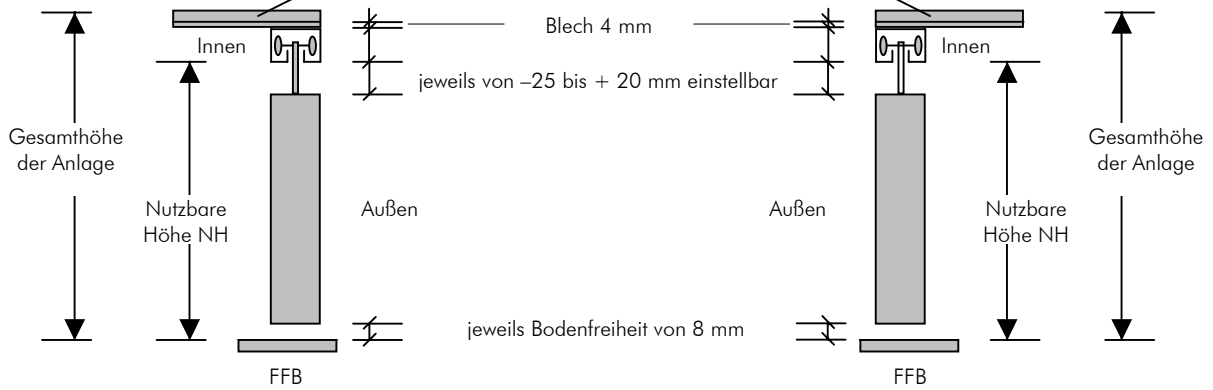 Blech 4 mm
Innen
Innen
jeweils von –25 bis + 20 mm einstellbar
Gesamthöhe
der Anlage
Gesamthöhe
der Anlage
Nutzbare
Höhe NH
Außen
Außen
Nutzbare
Höhe NH
jeweils Bodenfreiheit von 8 mm
FFB
FFB